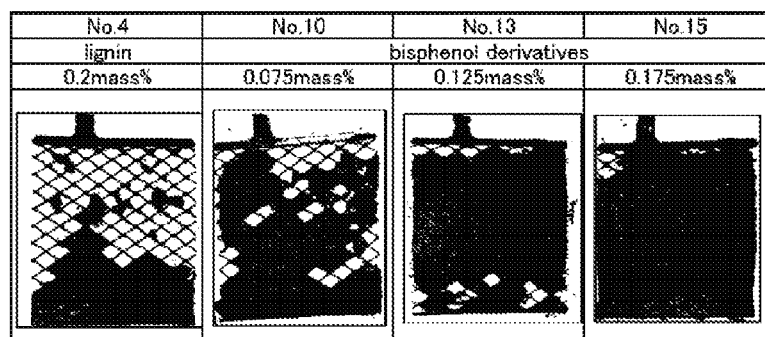 No.4 No.10 No.13 No.15
lignin bisphenol derivatives
0.2mass% 0.075mass% 0.125mass% 0.175mass%